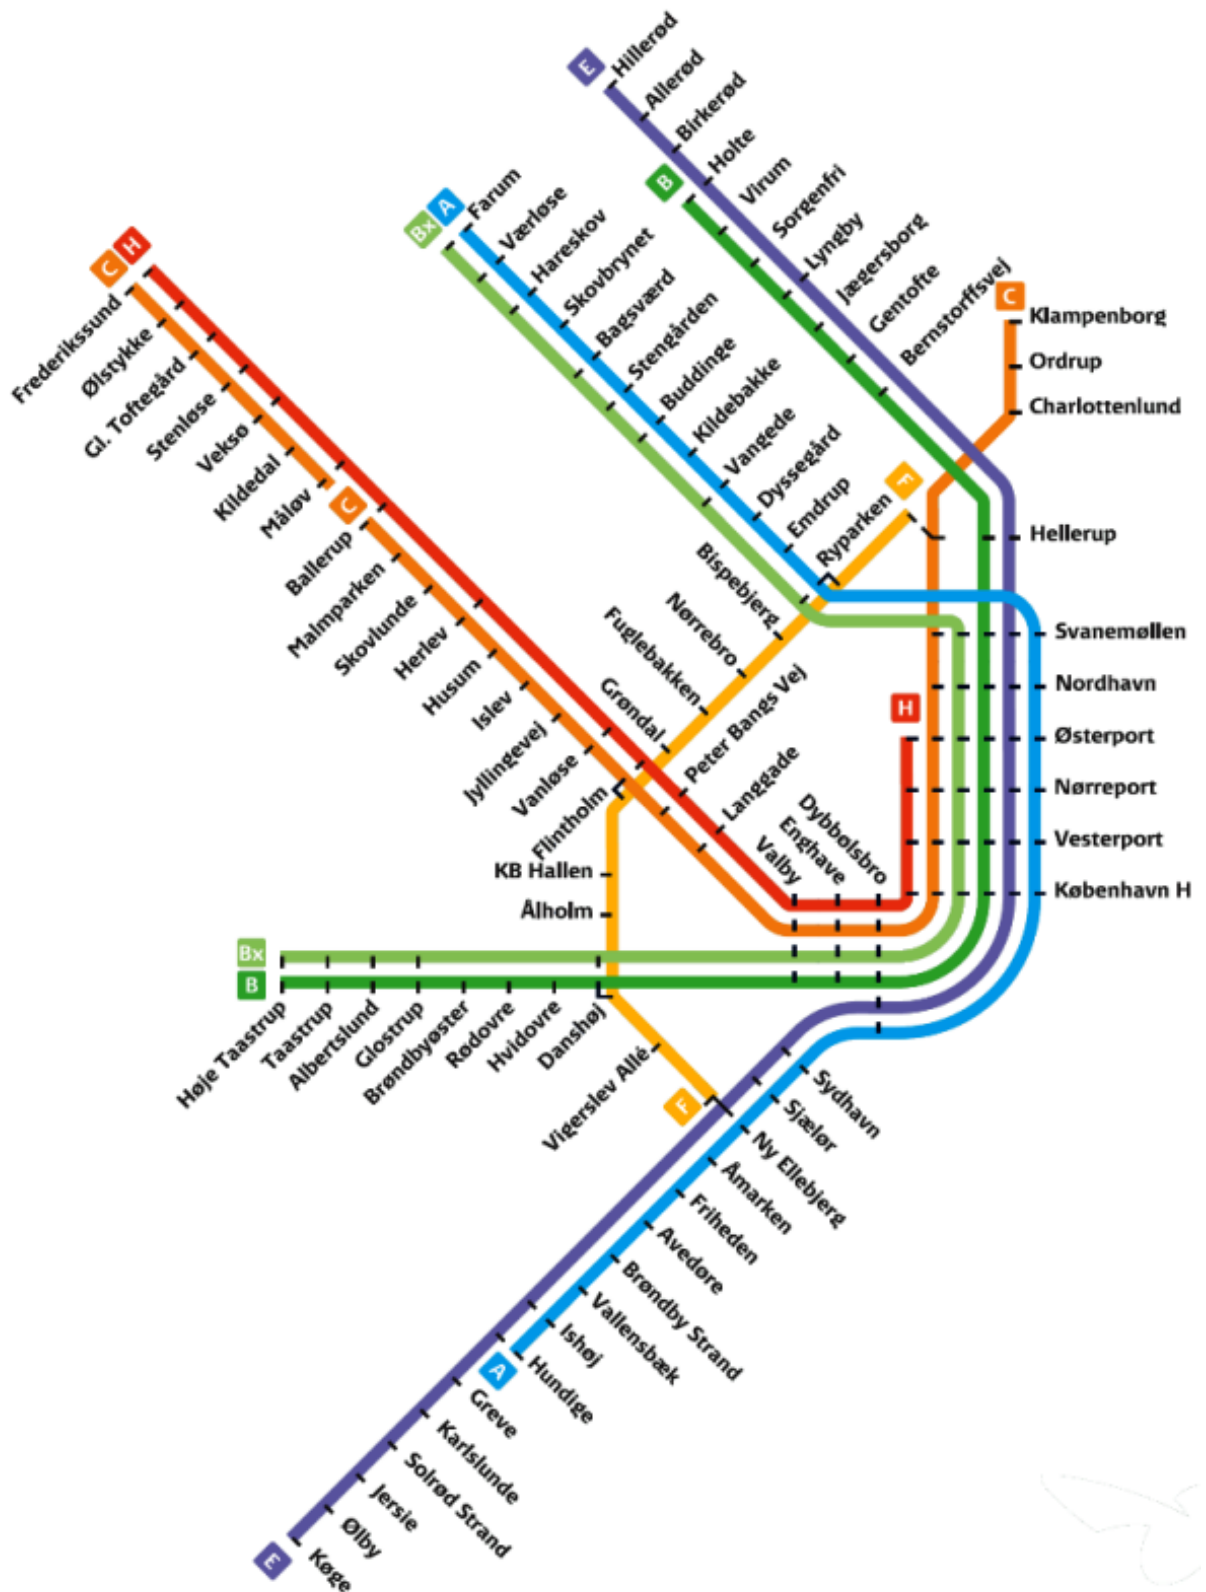 E
Hillerød
Allerød
Birkerød
Holte
Virum
Sorgenfri
Lyngby
Jægersborg
Gentofte
Bernstorffsvej
B
Bx
A
Farum
Værløse
Hareskov
Skovbrynet
Bagsværd
Stengården
Buddinge
Kildebakke
Vangede
Dyssegård
Emdrup
Ryparken
F
C
Klampenborg
Ordrup
Charlottenlund
Hellerup
Svanemøllen
Nordhavn
H
Østerport
Nørreport
Vesterport
København H
C
H
Frederikssund
Ølstykke
Gl. Toftegård
Stenløse
Veksø
Kildedal
Måløv
C
Ballerup
Malmparken
Skovlunde
Herlev
Husum
Islev
Jyllingevej
Vanløse
Flintholm
Bispebjerg
Nørrebro
Fuglebakken
Grøndal
Peter Bangs Vej
Langgade
Valby
Enghave
Dybbølsbro
KB Hallen
Ålholm
Bx
B
Høje Taastrup
Taastrup
Albertslund
Glostrup
Brøndbyøster
Rødovre
Hvidovre
Danshøj
Vigerslev Allé
F
Sydhavn
Sjælør
Ny Ellebjerg
Åmarken
Friheden
Avedøre
Brøndby Strand
Vallensbæk
Ishøj
Hundige
A
Greve
Karlslunde
Solrød Strand
Jersie
Ølby
Køge
E